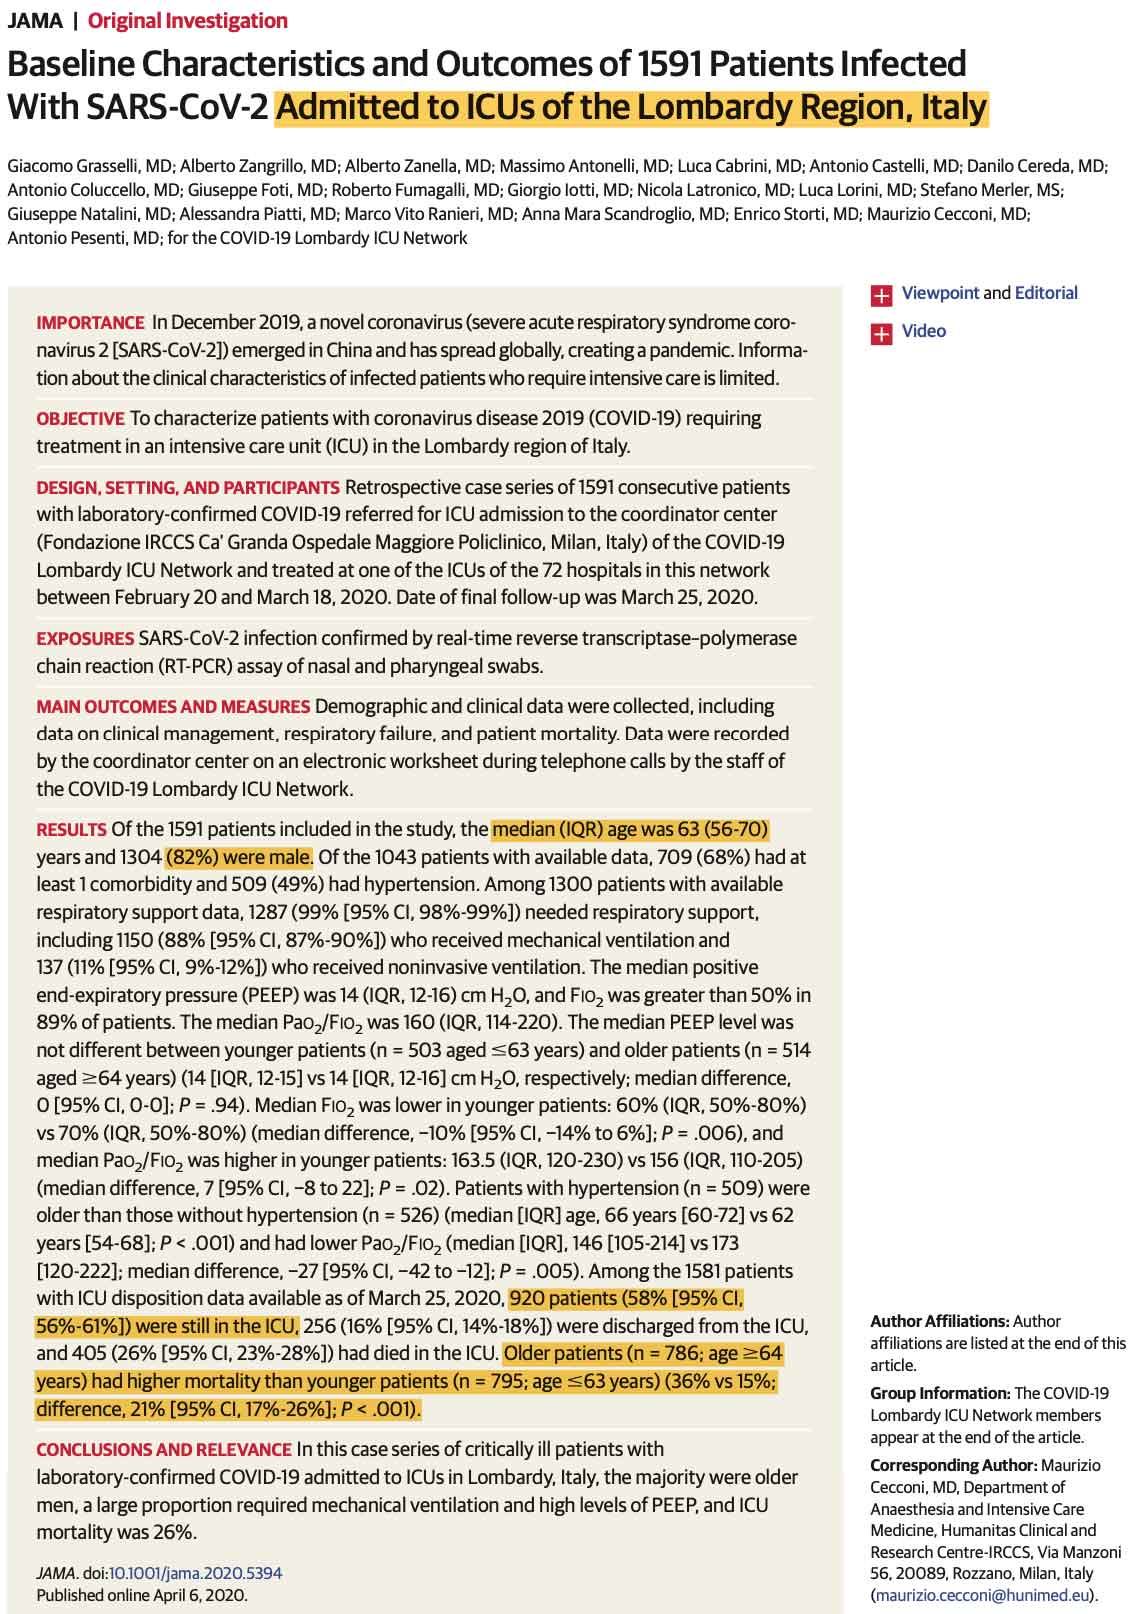 JAMA | Original Investigation
Baseline Characteristics and Outcomes of 1591 Patients Infected
With SARS-CoV-2 Admitted to ICUs of the Lombardy Region, Italy
Giacomo Grasselli, MD; Alberto Zangrillo, MD; Alberto Zanella, MD; Massimo Antonelli, MD; Luca Cabrini, MD; Antonio Castelli, MD; Danilo Cereda, MD;
Antonio Coluccello, MD; Giuseppe Foti, MD; Roberto Fumagalli, MD; Giorgio Iotti, MD; Nicola Latronico, MD; Luca Lorini, MD; Stefano Merler, MS;
Giuseppe Natalini, MD; Alessandra Piatti, MD; Marco Vito Ranieri, MD; Anna Mara Scandroglio, MD; Enrico Storti, MD; Maurizio Cecconi, MD;
Antonio Pesenti, MD; for the COVID-19 Lombardy ICU Network
IMPORTANCE In December 2019, a novel coronavirus (severe acute respiratory syndrome coro-
navirus 2 [SARS-CoV-2]) emerged in China and has spread globally, creating a pandemic. Informa-
tion about the clinical characteristics of infected patients who require intensive care is limited.
OBJECTIVE To characterize patients with coronavirus disease 2019 (COVID-19) requiring
treatment in an intensive care unit (ICU) in the Lombardy region of Italy.
DESIGN, SETTING, AND PARTICIPANTS Retrospective case series of 1591 consecutive patients
with laboratory-confirmed COVID-19 referred for ICU admission to the coordinator center
(Fondazione IRCCS Ca' Granda Ospedale Maggiore Policlinico, Milan, Italy) of the COVID-19
Lombardy ICU Network and treated at one of the ICUs of the 72 hospitals in this network
between February 20 and March 18, 2020. Date of final follow-up was March 25, 2020.
EXPOSURES SARS-CoV-2 infection confirmed by real-time reverse transcriptase–polymerase
chain reaction (RT-PCR) assay of nasal and pharyngeal swabs.
MAIN OUTCOMES AND MEASURES Demographic and clinical data were collected, including
data on clinical management, respiratory failure, and patient mortality. Data were recorded
by the coordinator center on an electronic worksheet during telephone calls by the staff of
the COVID-19 Lombardy ICU Network.
RESULTS Of the 1591 patients included in the study, the median (IQR) age was 63 (56-70)
years and 1304 (82%) were male. Of the 1043 patients with available data, 709 (68%) had at
least 1 comorbidity and 509 (49%) had hypertension. Among 1300 patients with available
respiratory support data, 1287 (99% [95% CI, 98%-99%]) needed respiratory support,
including 1150 (88% [95% CI, 87%-90%]) who received mechanical ventilation and
137 (11% [95% CI, 9%-12%]) who received noninvasive ventilation. The median positive
end-expiratory pressure (PEEP) was 14 (IQR, 12-16) cm H2O, and FIO2 was greater than 50% in
89% of patients. The median PaO2/FIO2 was 160 (IQR, 114-220). The median PEEP level was
not different between younger patients (n = 503 aged ≤63 years) and older patients (n = 514
aged ≥64 years) (14 [IQR, 12-15] vs 14 [IQR, 12-16] cm H2O, respectively; median difference,
0 [95% CI, 0-0]; P = .94). Median FIO2 was lower in younger patients: 60% (IQR, 50%-80%)
vs 70% (IQR, 50%-80%) (median difference, −10% [95% CI, −14% to 6%]; P = .006), and
median PaO2/FIO2 was higher in younger patients: 163.5 (IQR, 120-230) vs 156 (IQR, 110-205)
(median difference, 7 [95% CI, −8 to 22]; P = .02). Patients with hypertension (n = 509) were
older than those without hypertension (n = 526) (median [IQR] age, 66 years [60-72] vs 62
years [54-68]; P < .001) and had lower PaO2/FIO2 (median [IQR], 146 [105-214] vs 173
[120-222]; median difference, −27 [95% CI, −42 to −12]; P = .005). Among the 1581 patients
with ICU disposition data available as of March 25, 2020, 920 patients (58% [95% CI,
56%-61%]) were still in the ICU, 256 (16% [95% CI, 14%-18%]) were discharged from the ICU,
and 405 (26% [95% CI, 23%-28%]) had died in the ICU. Older patients (n = 786; age ≥64
years) had higher mortality than younger patients (n = 795; age ≤63 years) (36% vs 15%;
difference, 21% [95% CI, 17%-26%]; P < .001).
CONCLUSIONS AND RELEVANCE In this case series of critically ill patients with
laboratory-confirmed COVID-19 admitted to ICUs in Lombardy, Italy, the majority were older
men, a large proportion required mechanical ventilation and high levels of PEEP, and ICU
mortality was 26%.
JAMA. doi:10.1001/jama.2020.5394
Published online April 6, 2020.
Viewpoint and Editorial
Video
Author Affiliations: Author
affiliations are listed at the end of this
article.
Group Information: The COVID-19
Lombardy ICU Network members
appear at the end of the article.
Corresponding Author: Maurizio
Cecconi, MD, Department of
Anaesthesia and Intensive Care
Medicine, Humanitas Clinical and
Research Centre-IRCCS, Via Manzoni
56, 20089, Rozzano, Milan, Italy
(maurizio.cecconi@hunimed.eu).